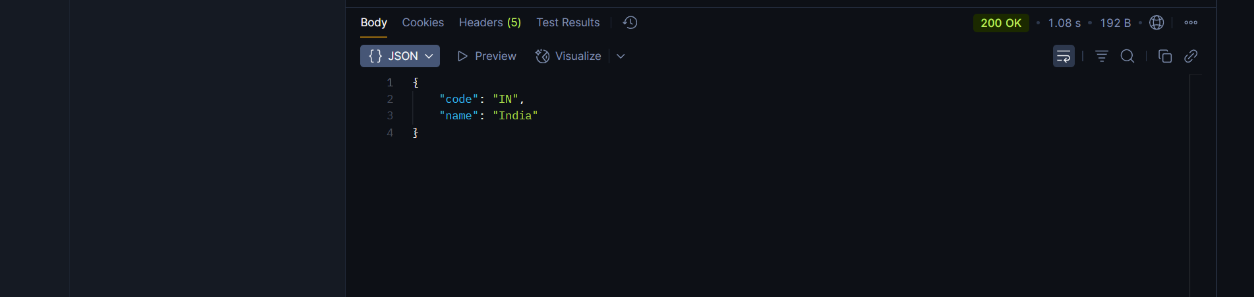 Body Cookies Headers (5) Test Results 200 OK • 1.08 s • 192 B •
{} JSON Preview Visualize
1 {
2     "code": "IN",
3     "name": "India"
4 }